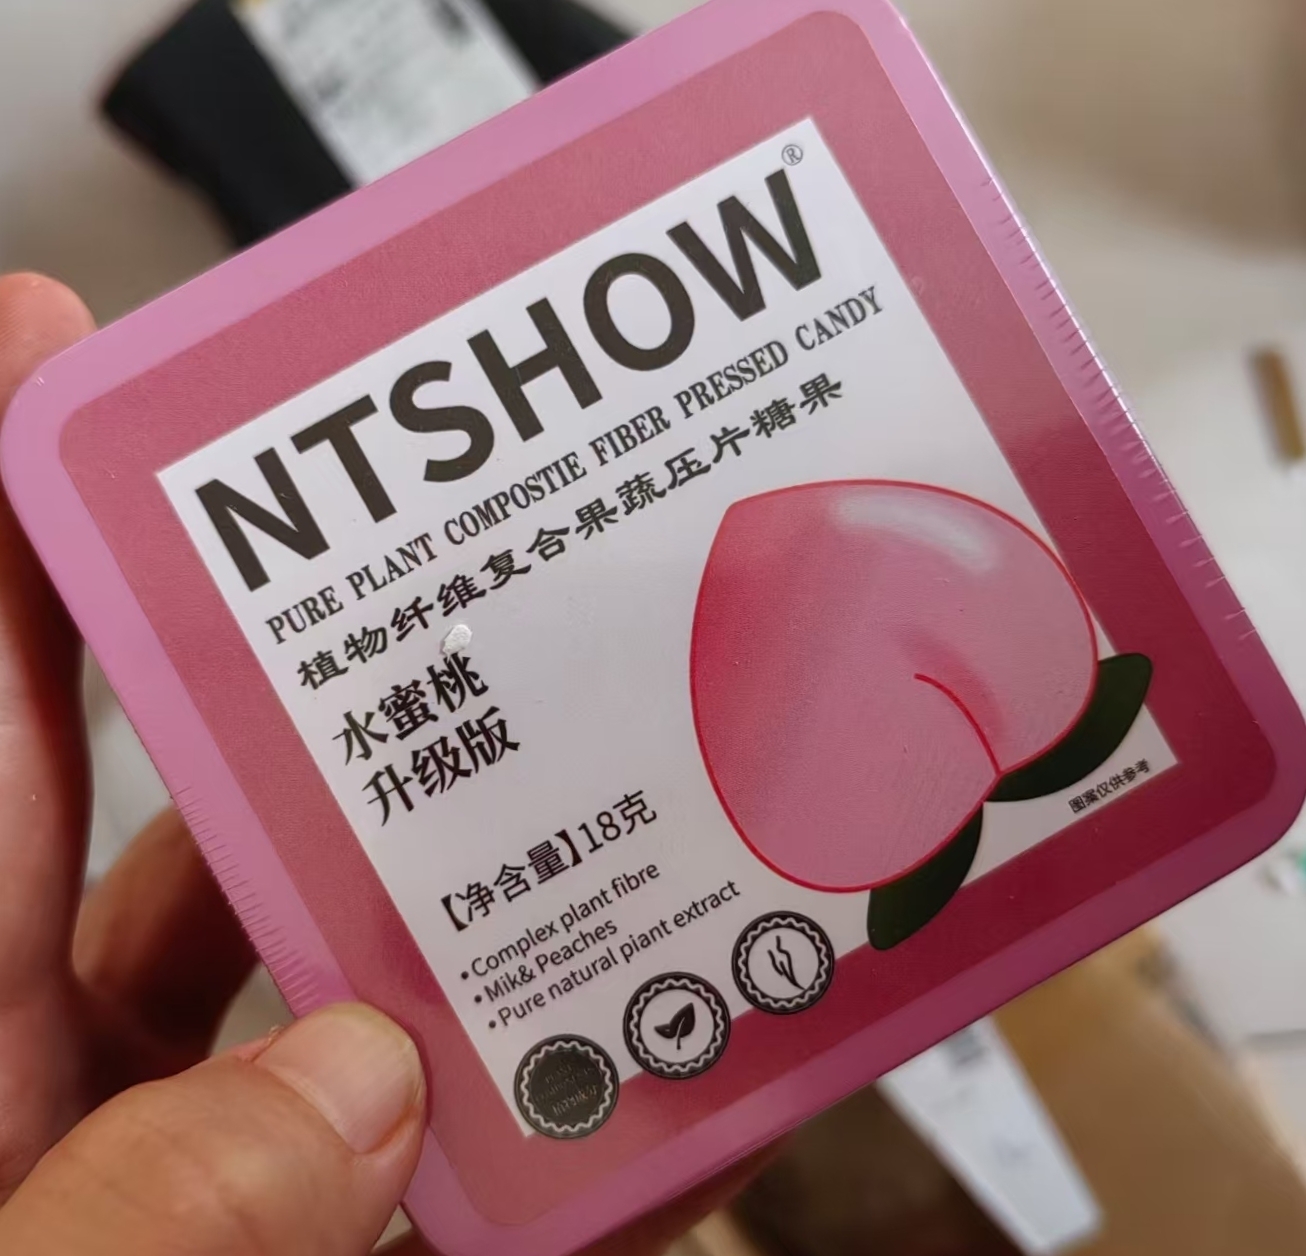 NTSHOW®
PURE PLANT COMPOSTIE FIBER PRESSED CANDY
植物纤维复合果蔬压片糖果
水蜜桃
升级版
【净含量】18克
•Complex plant fibre
•Mik& Peaches
•Pure natural piant extract
图案仅供参考